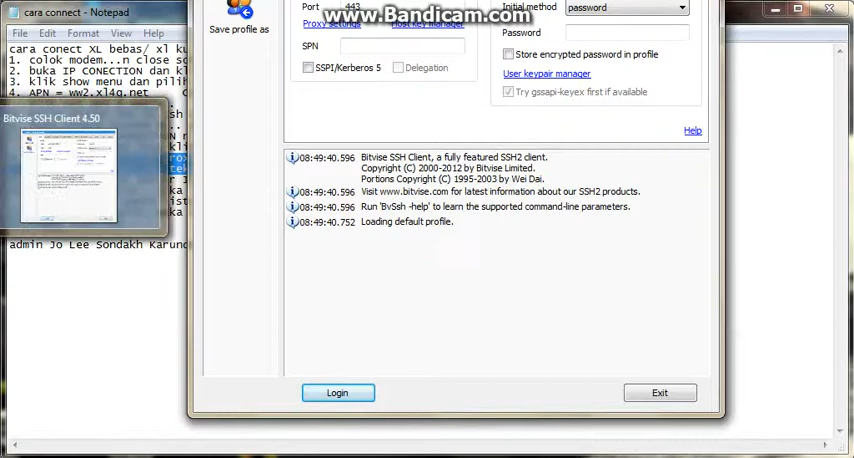 cara connect - Notepad
File Edit Format View Help
cara conect XL bebas/ xl ku
1. colok modem...n close s
2. buka IP CONECTION dan kl
3. klik show menu dan pilih
4. APN = ww2.xl4g.net
Bitvise SSH Client 4.50
admin Jo Lee Sondakh Karund
www.Bandicam.com
Save profile as
Port 443
Proxy settings Host key manager
SPN
SSPI/Kerberos 5 Delegation
Initial method password
Password
Store encrypted password in profile
User keypair manager
Try gssapi-keyex first if available
Help
08:49:40.596 Bitvise SSH Client, a fully featured SSH2 client.
Copyright (C) 2000-2012 by Bitvise Limited.
Portions Copyright (C) 1995-2003 by Wei Dai.
08:49:40.596 Visit www.bitvise.com for latest information about our SSH2 products.
08:49:40.596 Run 'BvSsh -help' to learn the supported command-line parameters.
08:49:40.752 Loading default profile.
Login Exit